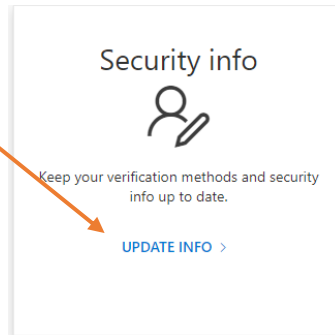 Security info
Keep your verification methods and security
info up to date.
UPDATE INFO >